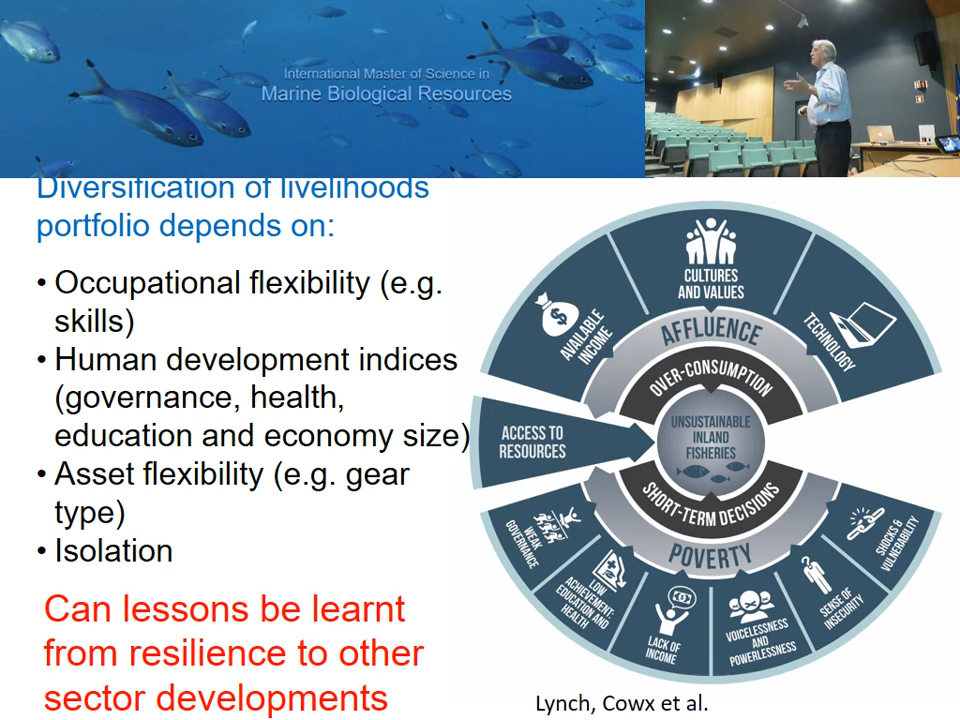 International Master of Science in
Marine Biological Resources
Diversification of livelihoods
portfolio depends on:
• Occupational flexibility (e.g.
skills)
• Human development indices
(governance, health,
education and economy size)
• Asset flexibility (e.g. gear
type)
• Isolation
Can lessons be learnt
from resilience to other
sector developments
CULTURES
AND VALUES
AVAILABLE
INCOME
TECHNOLOGY
AFFLUENCE
OVER-CONSUMPTION
UNSUSTAINABLE
INLAND
FISHERIES
ACCESS TO
RESOURCES
SHORT-TERM DECISIONS
POVERTY
WEAK
GOVERNANCE
LOW
ACHIEVEMENT:
EDUCATION AND
HEALTH
LACK OF
INCOME
VOICELESSNESS
AND
POWERLESSNESS
SENSE OF
INSECURITY
SHOCKS &
VULNERABILITY
Lynch, Cowx et al.